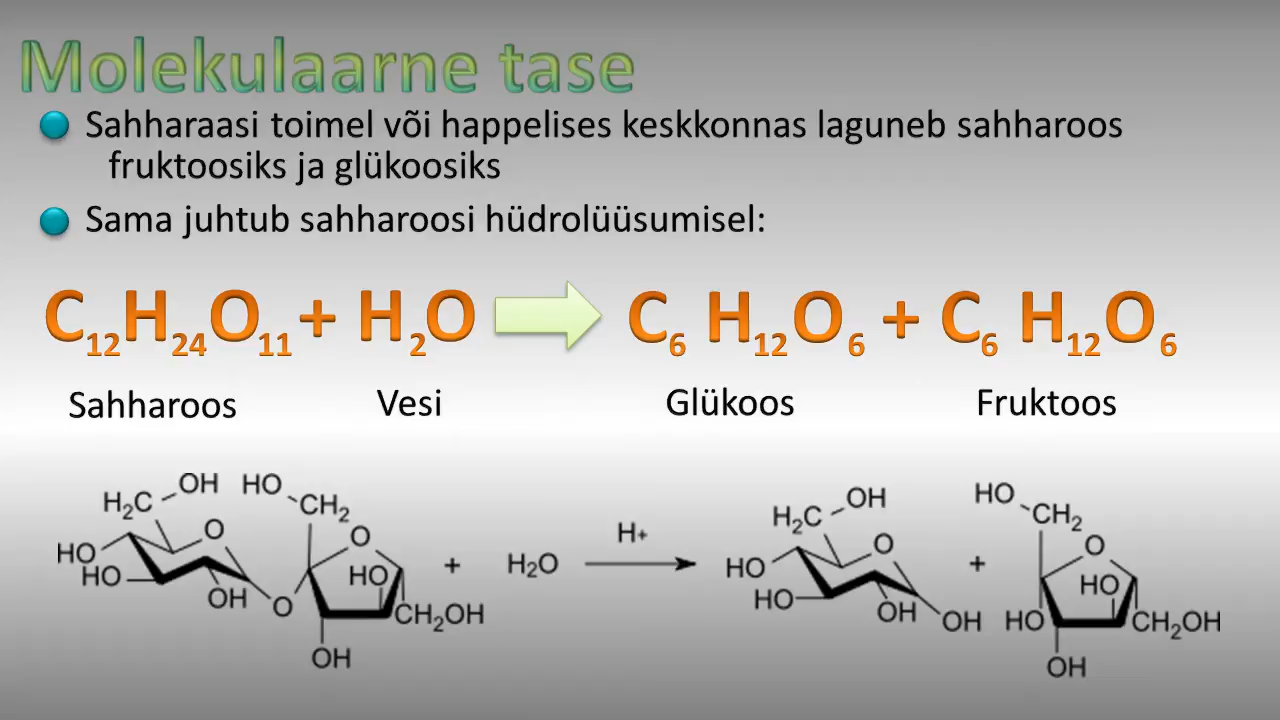 Molekulaarne tase
Sahharaasi toimel või happelises keskkonnas laguneb sahharoos
fruktoosiks ja glükoosiks
Sama juhtub sahharoosi hüdrolüüsumisel:
C₁₂H₂₄O₁₁ + H₂O C₆ H₁₂O₆ + C₆ H₁₂O₆
Sahharoos Vesi Glükoos Fruktoos
H₂C OH HO CH₂ O O HO HO OH O HO CH₂OH OH + H₂O H+ H₂C OH O HO HO OH OH + HO CH₂ O HO HO CH₂OH OH